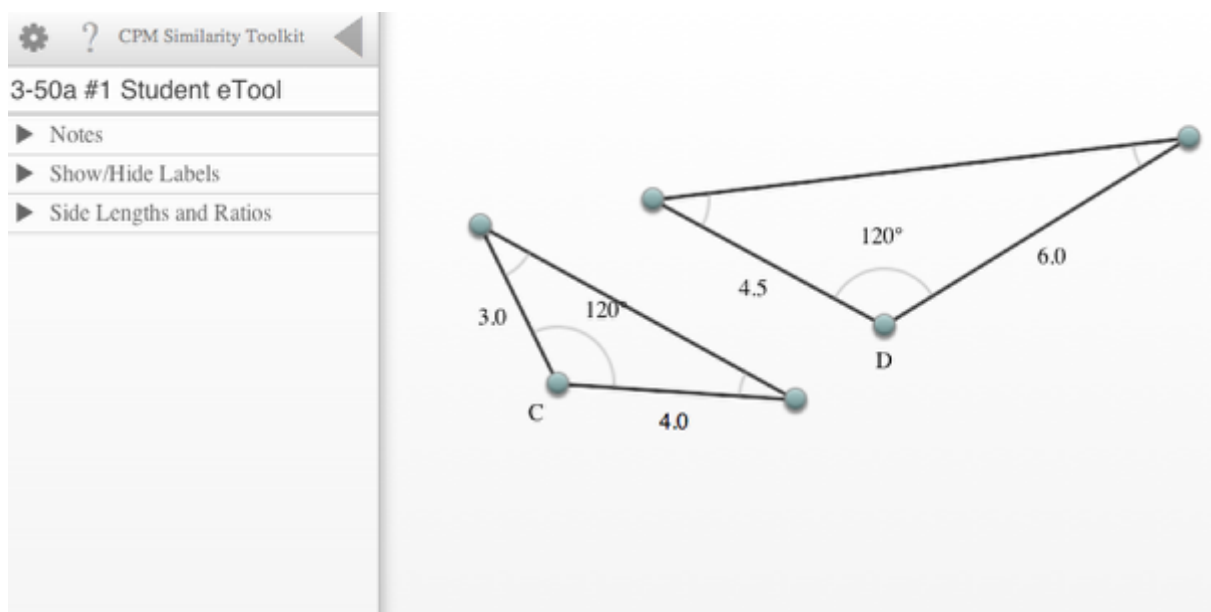 ? CPM Similarity Toolkit
3-50a #1 Student eTool
Notes
Show/Hide Labels
Side Lengths and Ratios
120°
6.0
4.5
120°
3.0
D
C
4.0